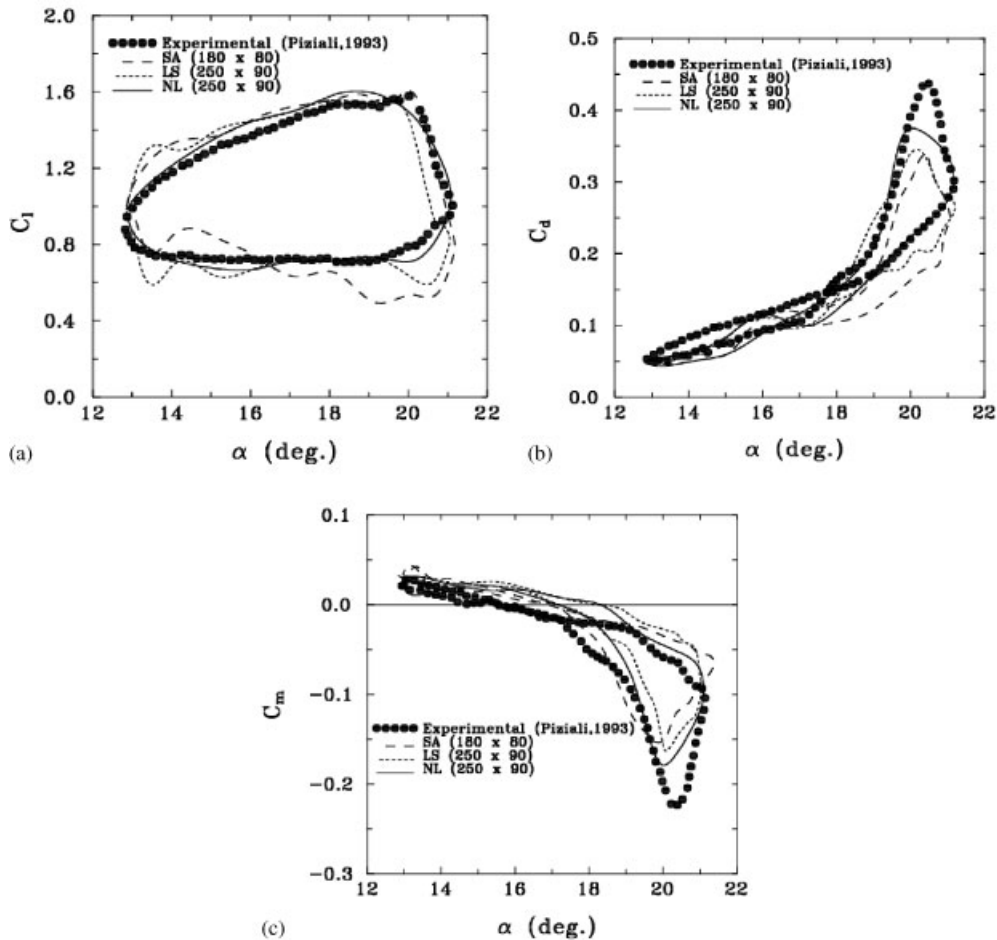 2.0
1.6
1.2
0.8
0.4
0.0
C_l
Experimental (Piziali,1993)
SA (180 x 80)
LS (250 x 90)
NL (250 x 90)
12 14 16 18 20 22
α (deg.)
(a)
0.5
0.4
0.3
0.2
0.1
0.0
C_d
Experimental (Piziali,1993)
SA (180 x 80)
LS (250 x 90)
NL (250 x 90)
12 14 16 18 20 22
α (deg.)
(b)
0.1
0.0
−0.1
−0.2
−0.3
C_m
Experimental (Piziali,1993)
SA (180 x 80)
LS (250 x 90)
NL (250 x 90)
12 14 16 18 20 22
α (deg.)
(c)